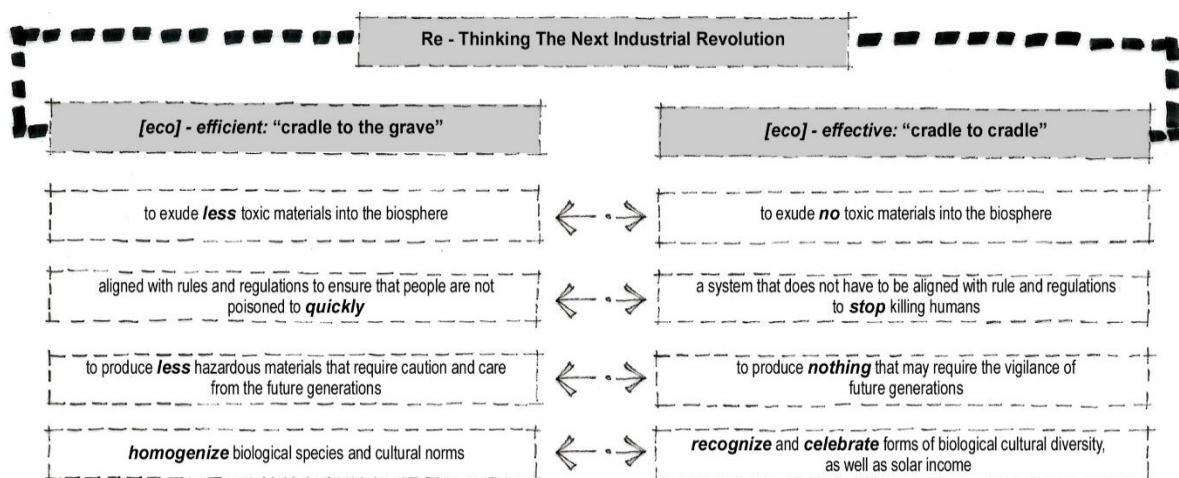 Re - Thinking The Next Industrial Revolution
[eco] - efficient: “cradle to the grave”
[eco] - effective: “cradle to cradle”
to exude less toxic materials into the biosphere
to exude no toxic materials into the biosphere
aligned with rules and regulations to ensure that people are not
poisoned to quickly
a system that does not have to be aligned with rule and regulations
to stop killing humans
to produce less hazardous materials that require caution and care
from the future generations
to produce nothing that may require the vigilance of
future generations
homogenize biological species and cultural norms
recognize and celebrate forms of biological cultural diversity,
as well as solar income